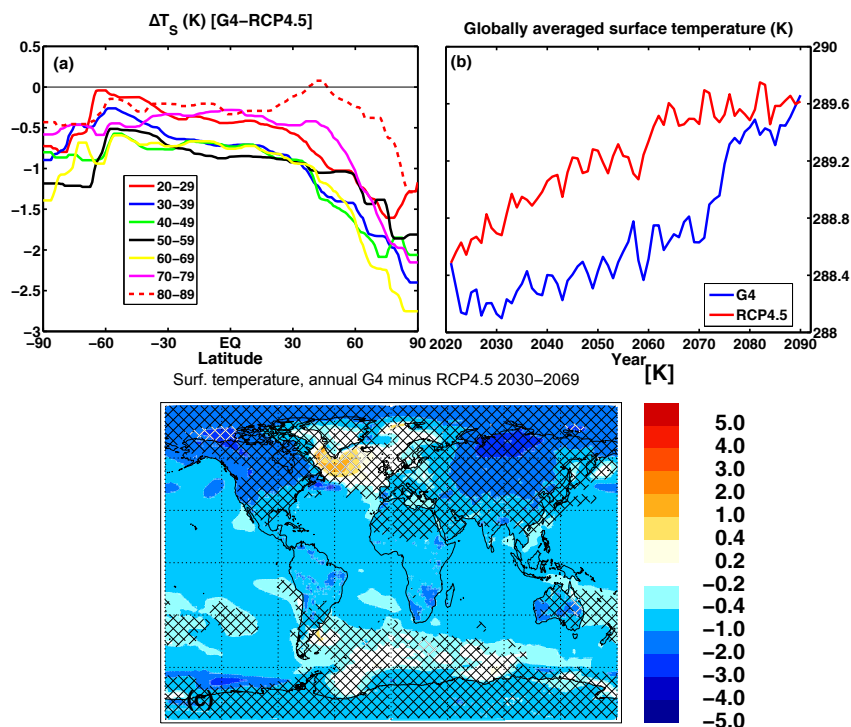 ΔT_S (K) [G4−RCP4.5]
(a)
0.5
0
−0.5
−1
−1.5
−2
−2.5
−3
20−29
30−39
40−49
50−59
60−69
70−79
80−89
−90 −60 −30 EQ 30 60 90
Latitude
Globally averaged surface temperature (K)
(b)
290
289.6
289.2
288.8
288.4
288
G4
RCP4.5
2020 2030 2040 2050 2060 2070 2080 2090
Year
Surf. temperature, annual G4 minus RCP4.5 2030−2069
[K]
(c)
5.0
4.0
3.0
2.0
1.0
0.4
0.2
−0.2
−0.4
−1.0
−2.0
−3.0
−4.0
−5.0